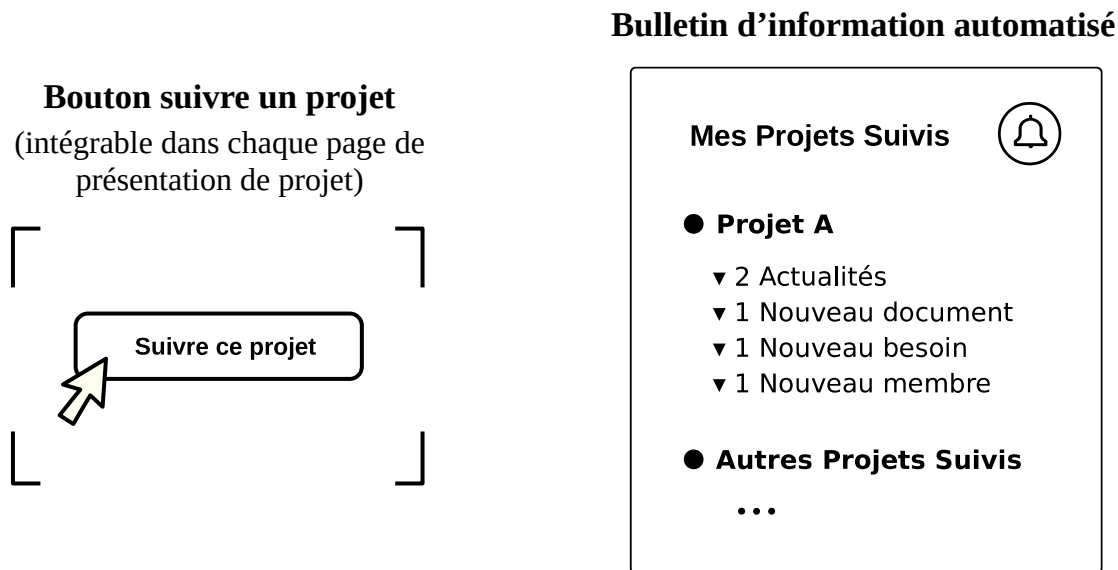 Bouton suivre un projet
(intégrable dans chaque page de
présentation de projet)
Suivre ce projet
Bulletin d’information automatisé
Mes Projets Suivis
● Projet A
▾ 2 Actualités
▾ 1 Nouveau document
▾ 1 Nouveau besoin
▾ 1 Nouveau membre
● Autres Projets Suivis
...